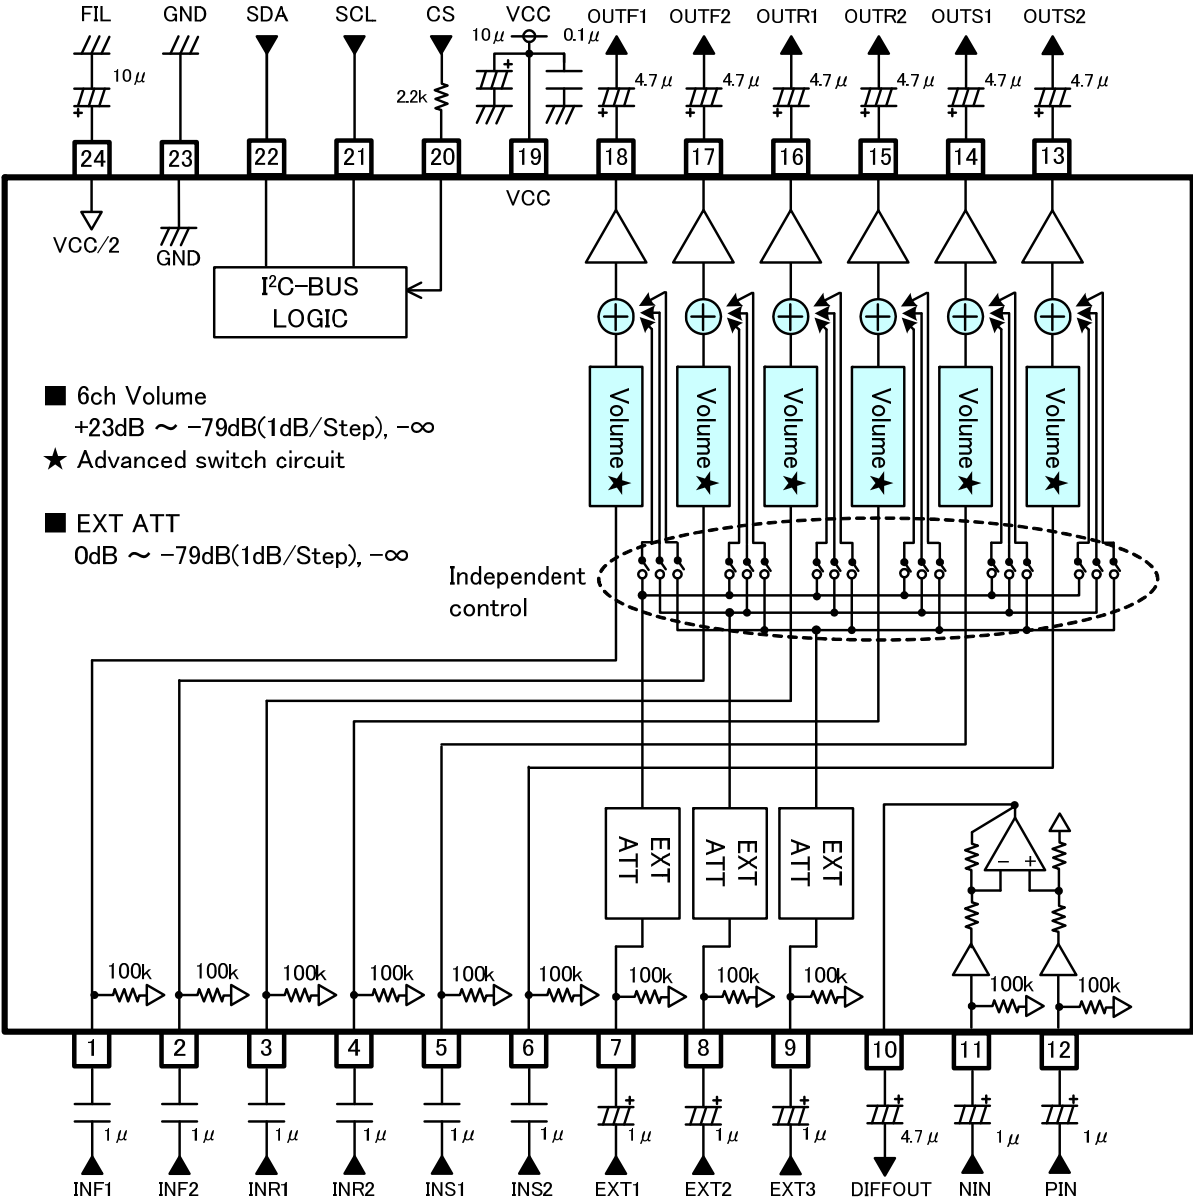 FIL GND SDA SCL CS VCC OUTF1 OUTF2 OUTR1 OUTR2 OUTS1 OUTS2
10μ 0.1μ
10μ 2.2k 4.7μ 4.7μ 4.7μ 4.7μ 4.7μ 4.7μ
+ + + + + + + +
24 23 22 21 20 19 18 17 16 15 14 13
VCC
VCC/2
GND
I²C-BUS
LOGIC
+ + + + + +
■ 6ch Volume
+23dB ～ -79dB(1dB/Step), -∞
★ Advanced switch circuit
Volume★ Volume★ Volume★ Volume★ Volume★ Volume★
■ EXT ATT
0dB ～ -79dB(1dB/Step), -∞
Independent
control
EXT
ATT
EXT
ATT
EXT
ATT
- +
100k 100k 100k 100k 100k 100k 100k 100k 100k 100k 100k
1 2 3 4 5 6 7 8 9 10 11 12
+ + + + + +
1μ 1μ 1μ 1μ 1μ 1μ 1μ 1μ 1μ 4.7μ 1μ 1μ
INF1 INF2 INR1 INR2 INS1 INS2 EXT1 EXT2 EXT3 DIFFOUT NIN PIN